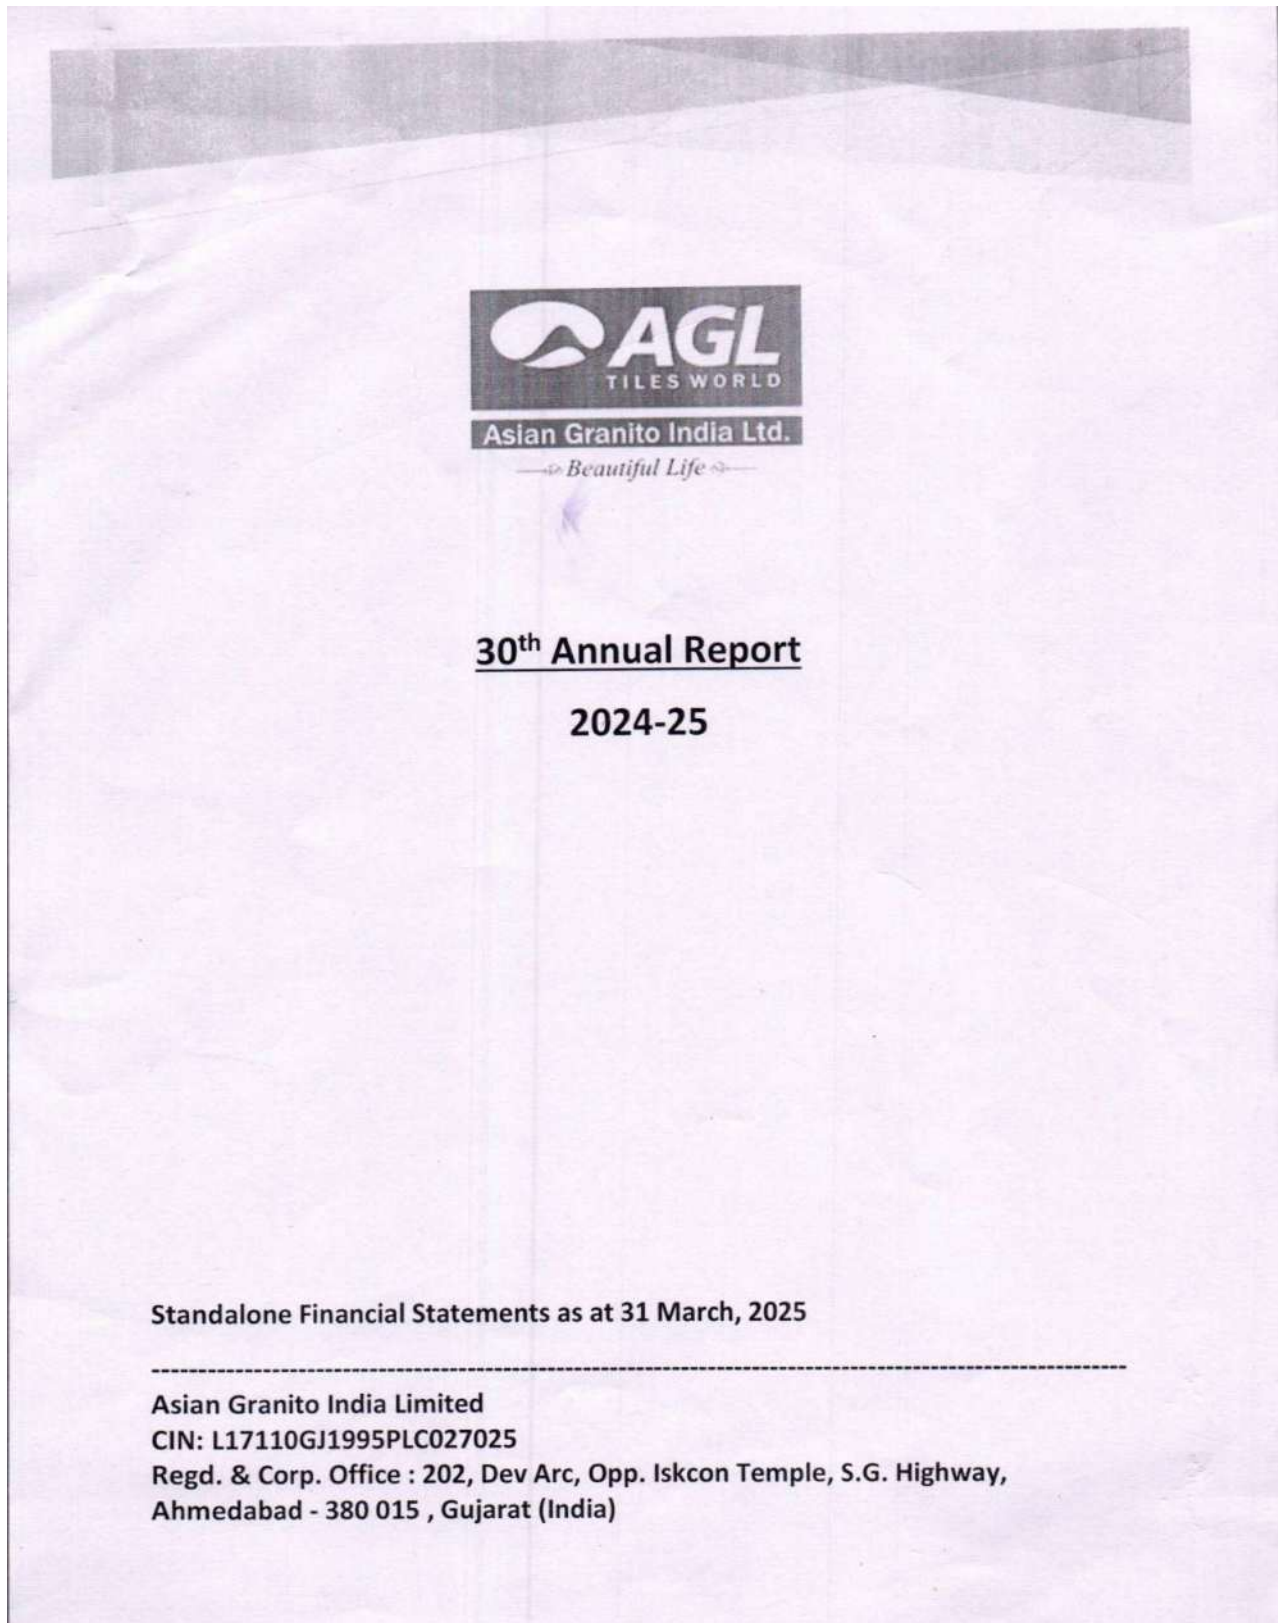 AGL
TILES WORLD
Asian Granito India Ltd.
Beautiful Life
30th Annual Report
2024-25
Standalone Financial Statements as at 31 March, 2025
---------------------------------------------------------------------------------------------------------
Asian Granito India Limited
CIN: L17110GJ1995PLC027025
Regd. & Corp. Office : 202, Dev Arc, Opp. Iskcon Temple, S.G. Highway,
Ahmedabad - 380 015 , Gujarat (India)